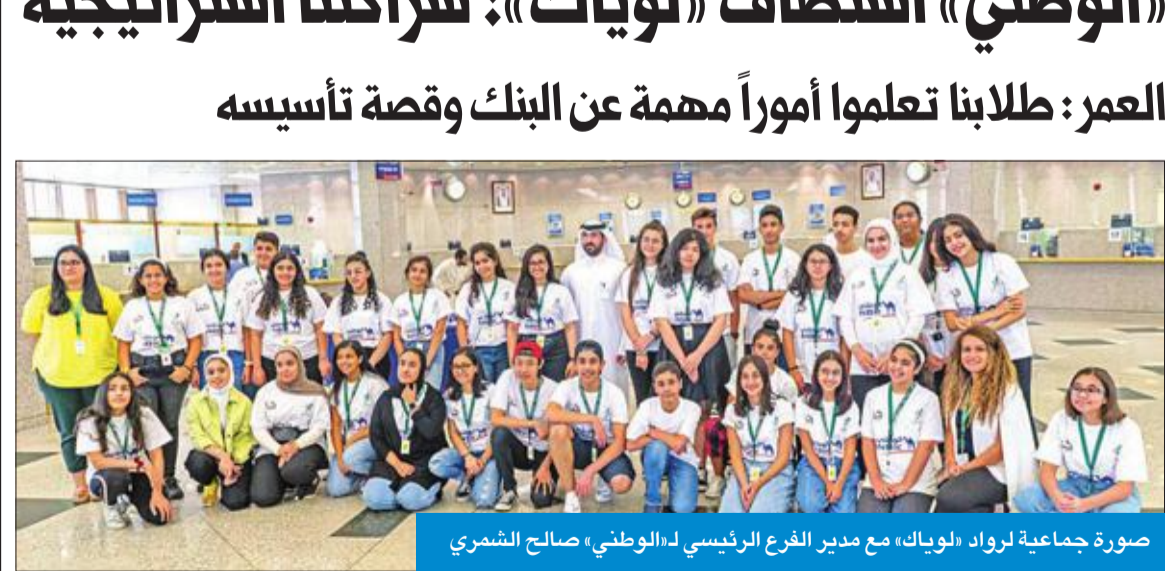 «الوطني» استضاف «لوياك»: شراكتنا استراتيجية
العمر: طلابنا تعلموا أموراً مهمة عن البنك وقصة تأسيسه
صورة جماعية لرواد «لوياك» مع مدير الفرع الرئيسي لـ«الوطني» صالح الشمري